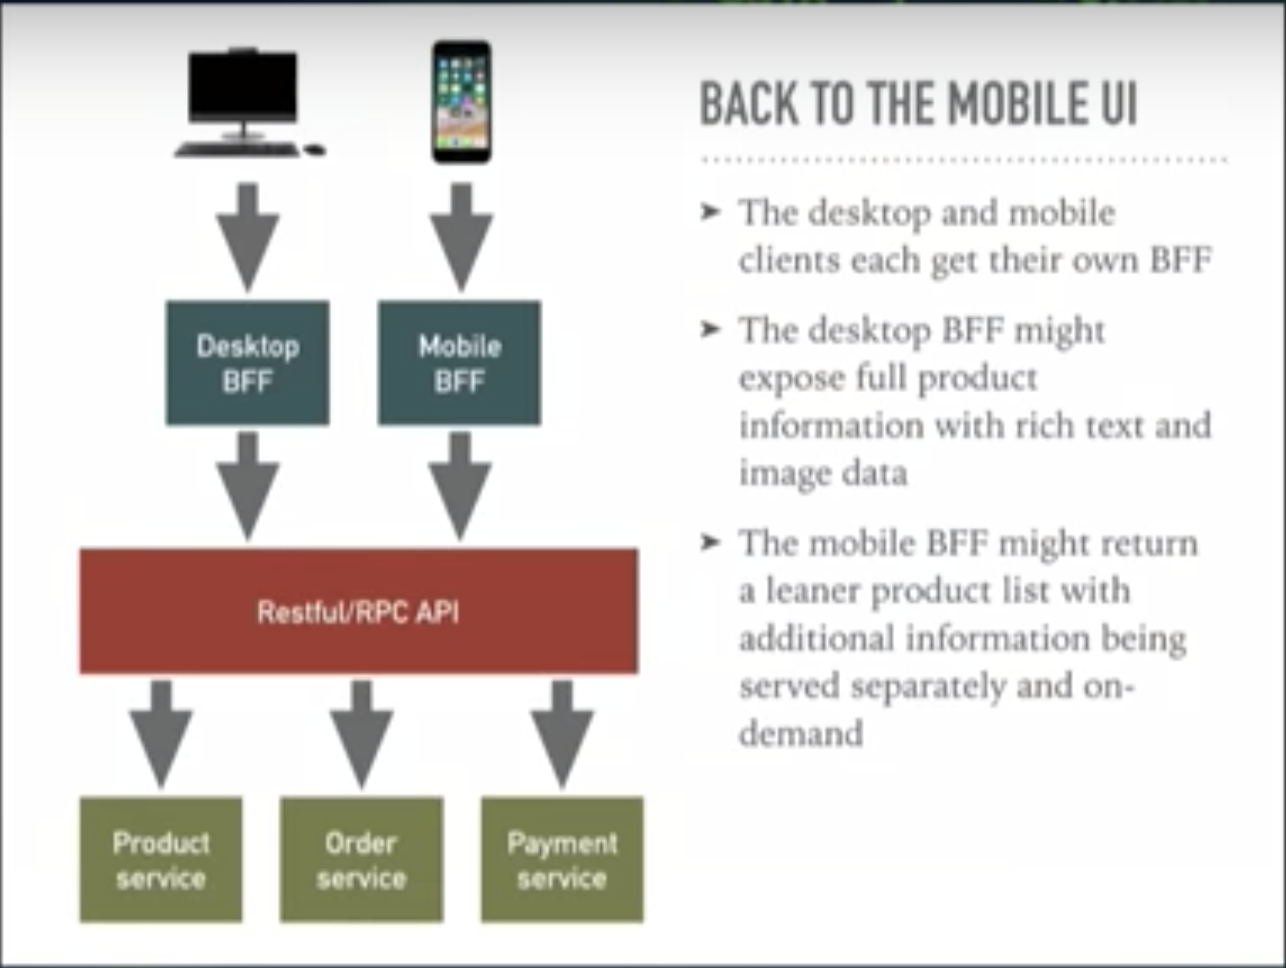 BACK TO THE MOBILE UI
➤ The desktop and mobile
clients each get their own BFF
➤ The desktop BFF might
expose full product
information with rich text and
image data
➤ The mobile BFF might return
a leaner product list with
additional information being
served separately and on-
demand
Desktop
BFF
Mobile
BFF
Restful/RPC API
Product
service
Order
service
Payment
service